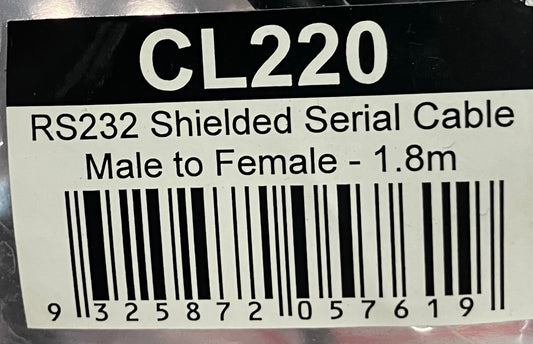 CL220
RS232 Shielded Serial Cable
Male to Female - 1.8m
9 325872 057619